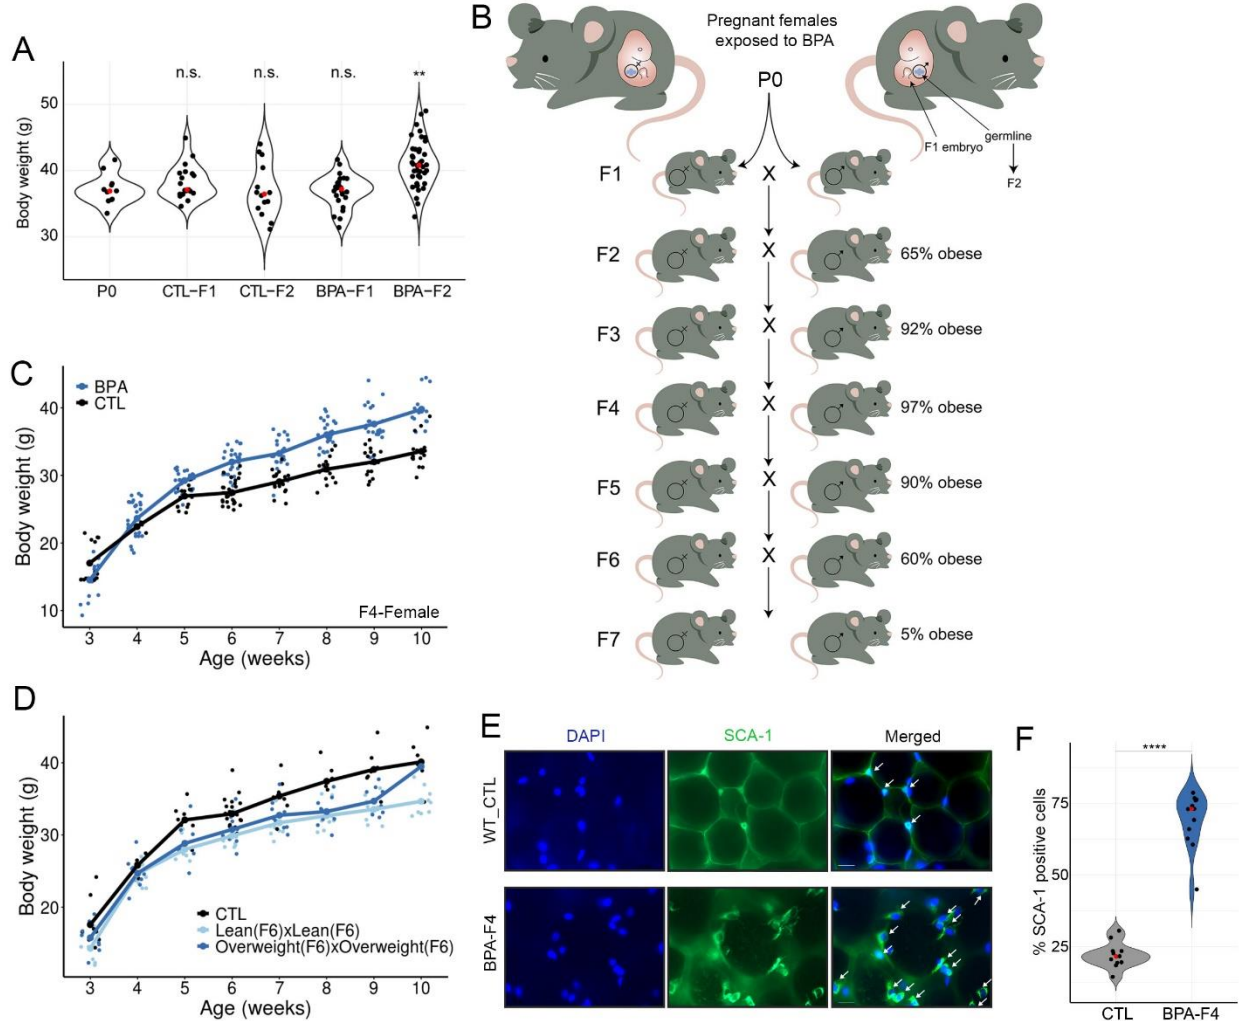 A
n.s.
n.s.
n.s.
**
Body weight (g)
50
40
30
P0
CTL−F1
CTL−F2
BPA−F1
BPA−F2
B
Pregnant females
exposed to BPA
P0
F1 embryo
germline
F2
F1
X
F2
X
65% obese
F3
X
92% obese
F4
X
97% obese
F5
X
90% obese
F6
X
60% obese
F7
5% obese
C
BPA
CTL
Body weight (g)
40
30
20
10
F4-Female
3 4 5 6 7 8 9 10
Age (weeks)
D
Body weight (g)
40
30
20
CTL
Lean(F6)xLean(F6)
Overweight(F6)xOverweight(F6)
3 4 5 6 7 8 9 10
Age (weeks)
E
DAPI
SCA-1
Merged
WT_CTL
BPA-F4
F
****
% SCA-1 positive cells
75
50
25
CTL
BPA-F4